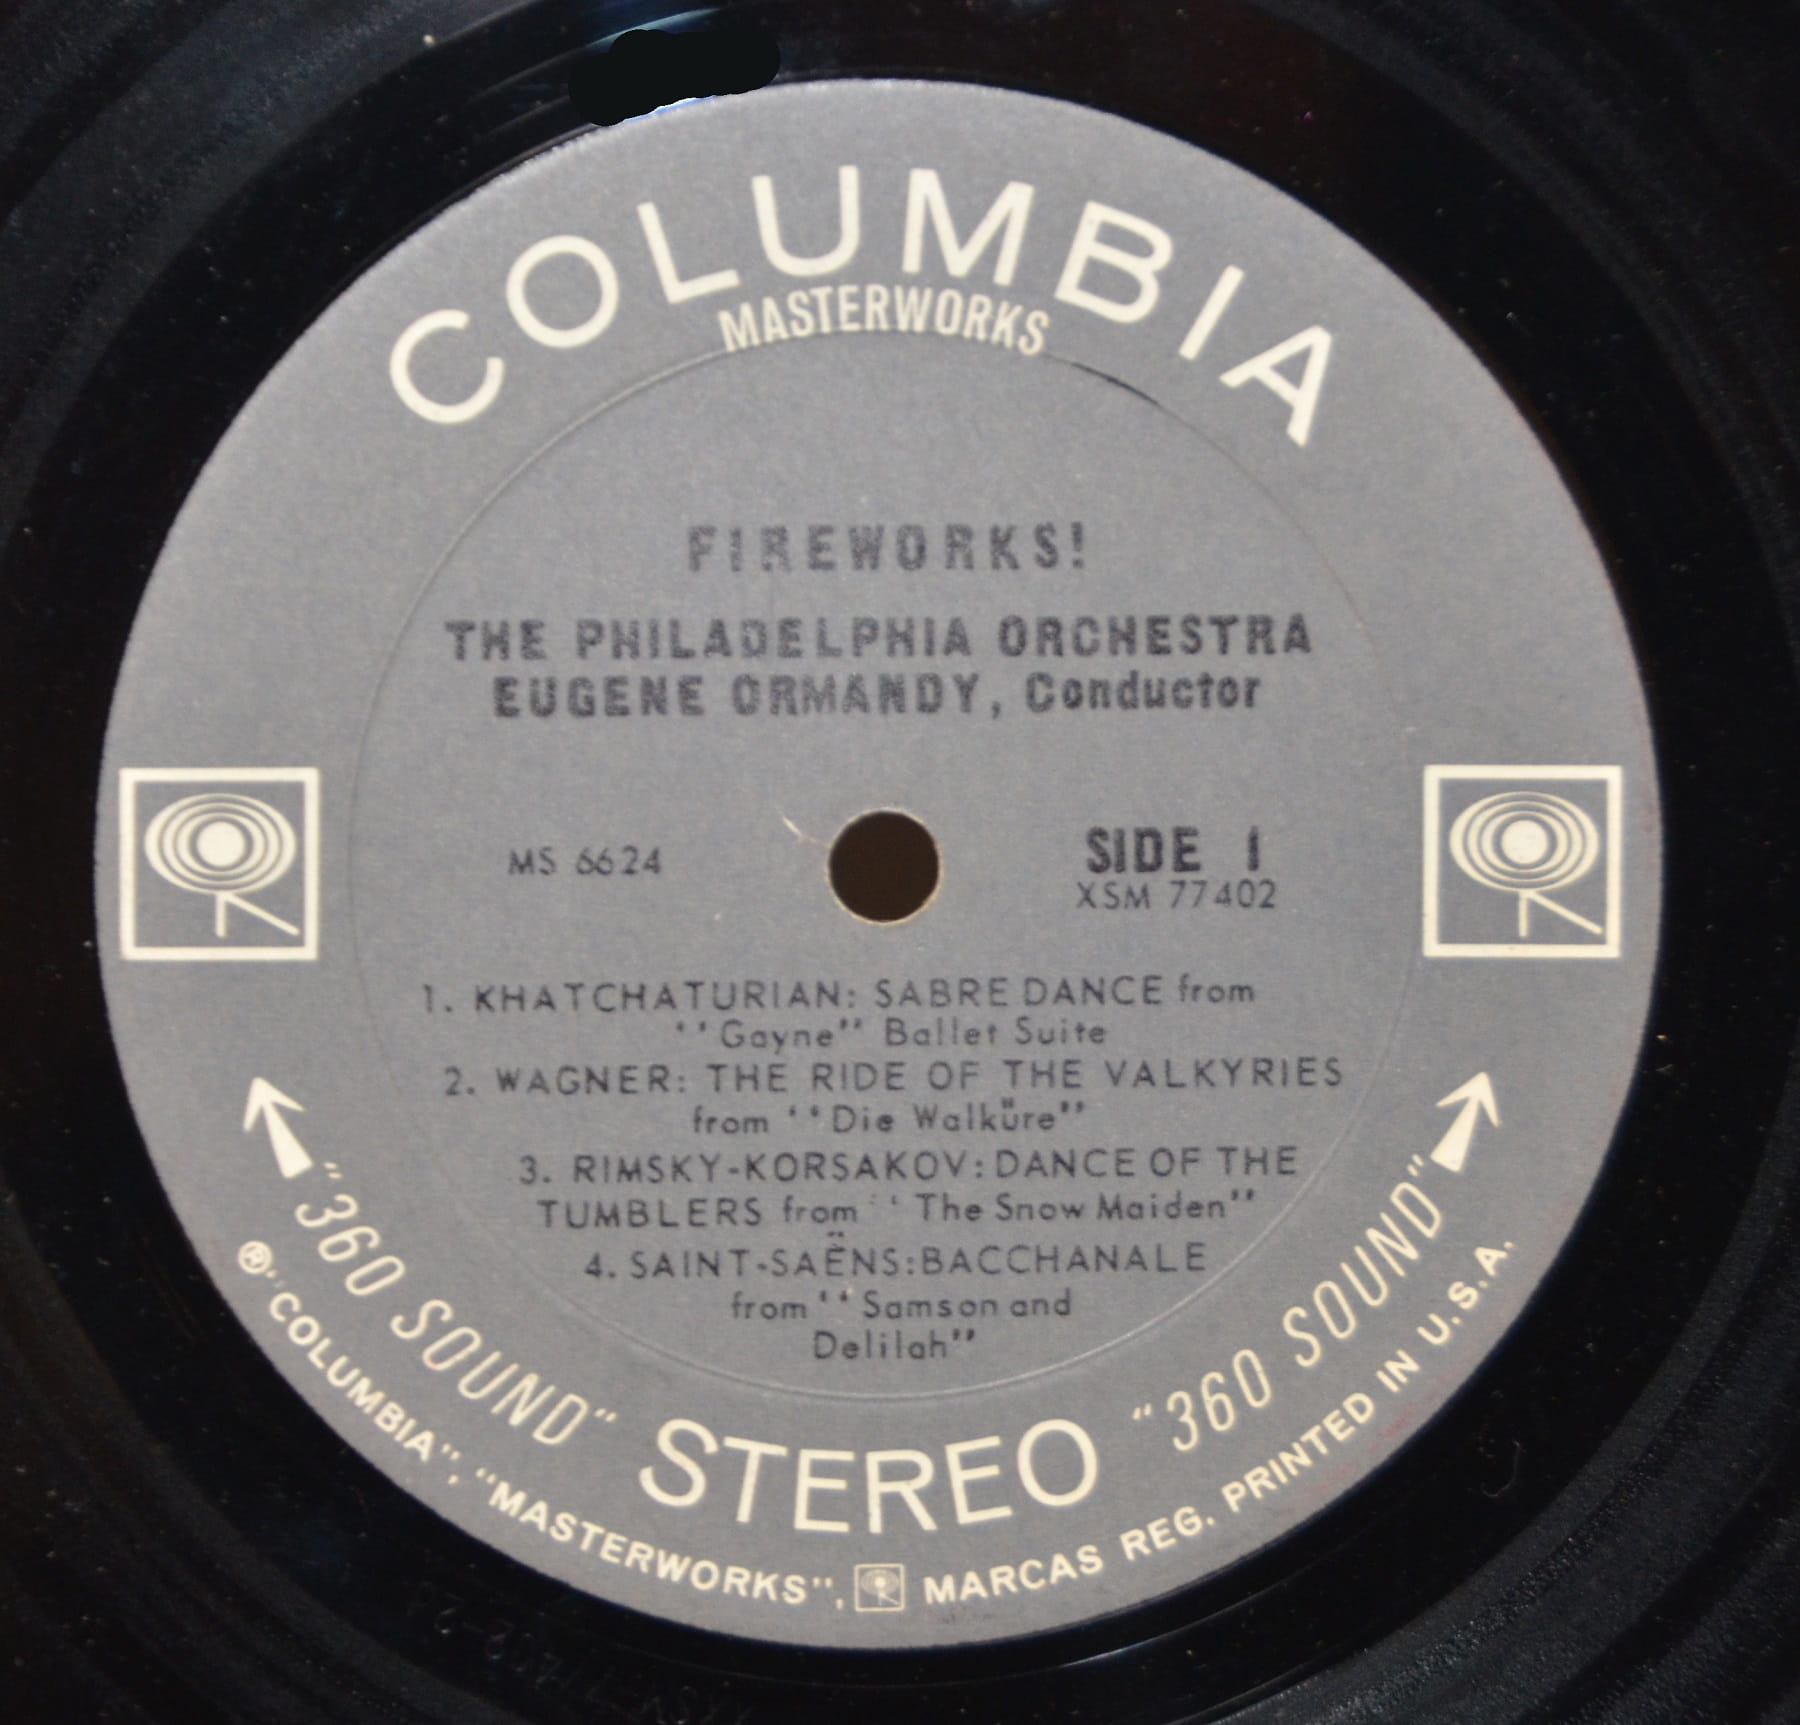 COLUMBIA
MASTERWORKS
FIREWORKS!
THE PHILADELPHIA ORCHESTRA
EUGENE ORMANDY, Conductor
MS 6624
SIDE 1
XSM 77402
1. KHATCHATURIAN: SABRE DANCE from
"Gayne" Ballet Suite
2. WAGNER: THE RIDE OF THE VALKYRIES
from "Die Walküre"
3. RIMSKY-KORSAKOV: DANCE OF THE
TUMBLERS from "The Snow Maiden"
4. SAINT-SAËNS: BACCHANALE
from "Samson and
Delilah"
"360 SOUND" STEREO "360 SOUND"
® "COLUMBIA", "MASTERWORKS", MARCAS REG. PRINTED IN U.S.A.